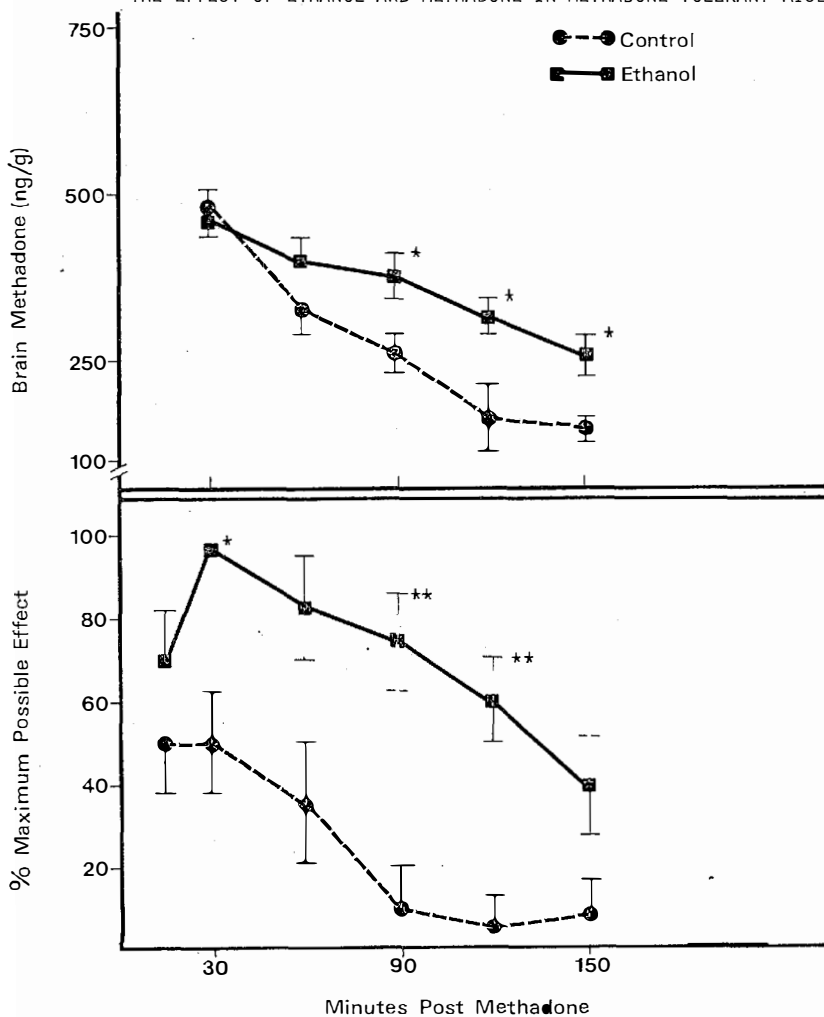 750
Control
Ethanol
Brain Methadone (ng/g)
500
*
*
*
250
100
100
*
% Maximum Possible Effect
80
**
**
60
40
20
30 90 150
Minutes Post Methadone